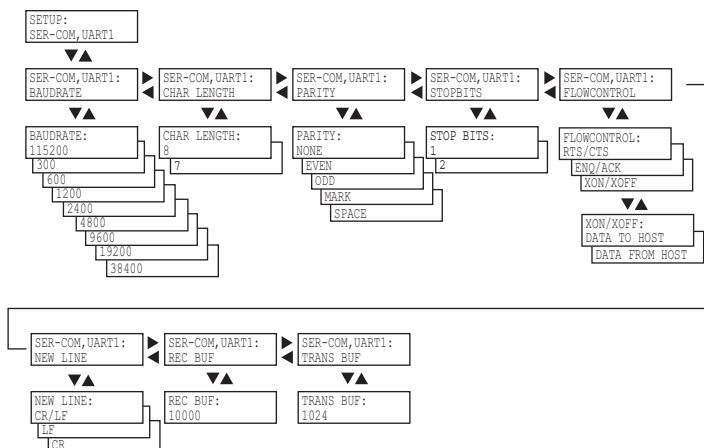 SETUP:
SER-COM,UART1
SER-COM,UART1:
BAUDRATE
SER-COM,UART1:
CHAR LENGTH
SER-COM,UART1:
PARITY
SER-COM,UART1:
STOPBITS
SER-COM,UART1:
FLOWCONTROL
BAUDRATE:
115200
300
600
1200
2400
4800
9600
19200
38400
CHAR LENGTH:
8
7
PARITY:
NONE
EVEN
ODD
MARK
SPACE
STOP BITS:
1
2
FLOWCONTROL:
RTS/CTS
ENQ/ACK
XON/XOFF
XON/XOFF:
DATA TO HOST
DATA FROM HOST
SER-COM,UART1:
NEW LINE
SER-COM,UART1:
REC BUF
SER-COM,UART1:
TRANS BUF
NEW LINE:
CR/LF
LF
CR
REC BUF:
10000
TRANS BUF:
1024